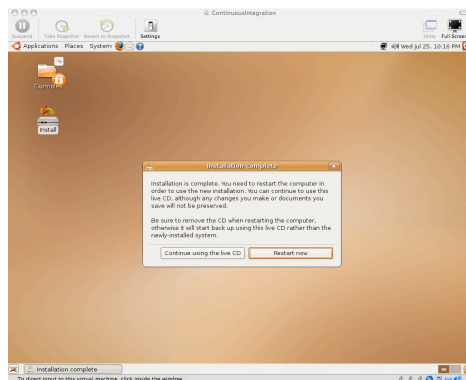 ContinuousIntegration
Suspend Take Snapshot Revert to Snapshot Settings Unity Full Screen
Applications Places System Wed Jul 25, 10:16 PM
Examples
Install
Installation complete
Installation is complete. You need to restart the computer in
order to use the new installation. You can continue to use this
live CD, although any changes you make or documents you
save will not be preserved.
Be sure to remove the CD when restarting the computer,
otherwise it will start back up using this live CD rather than the
newly-installed system.
Continue using the live CD Restart now
Installation complete
To direct input to this virtual machine, click inside the window.